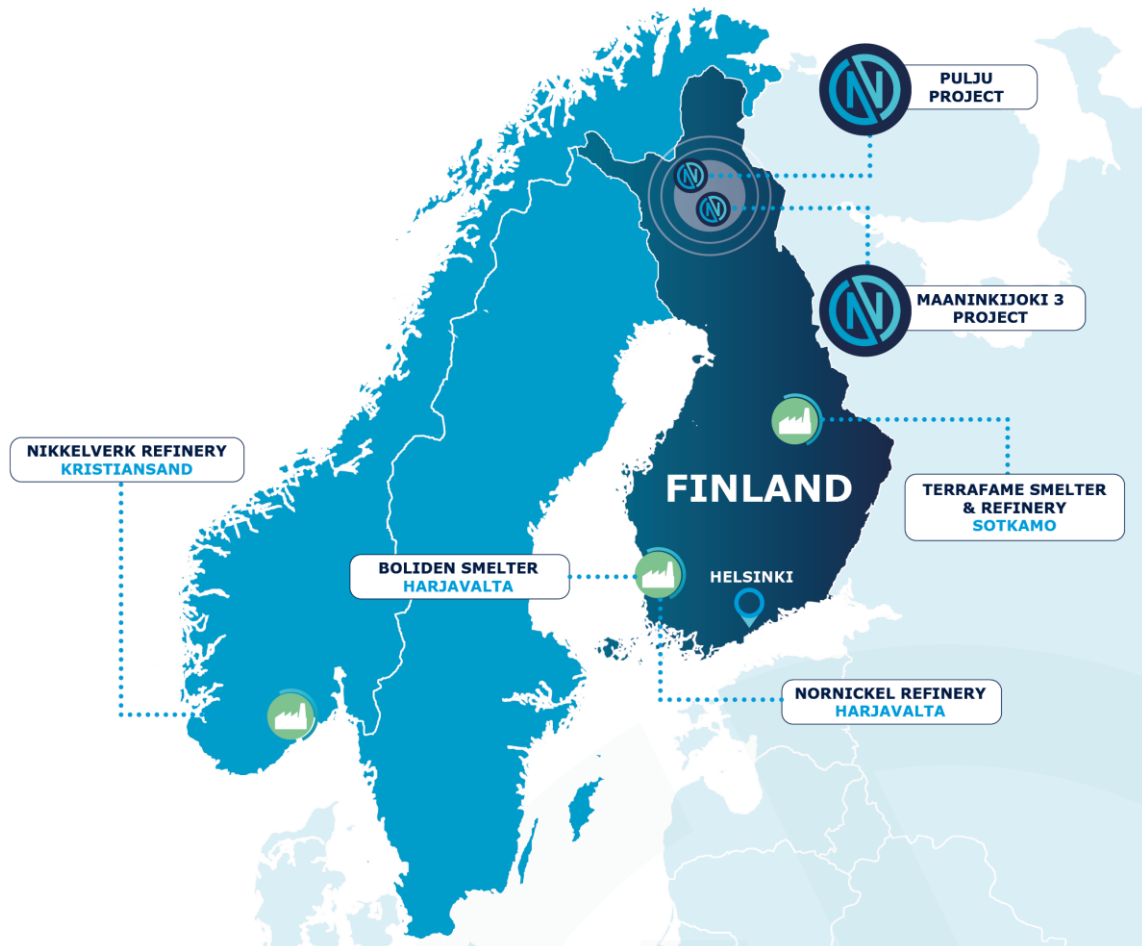 PULJU
PROJECT
MAANINKIJOKI 3
PROJECT
NIKKELVERK REFINERY
KRISTIANSAND
FINLAND
TERRAFAME SMELTER
& REFINERY
SOTKAMO
BOLIDEN SMELTER
HARJAVALTA
HELSINKI
NORNICKEL REFINERY
HARJAVALTA